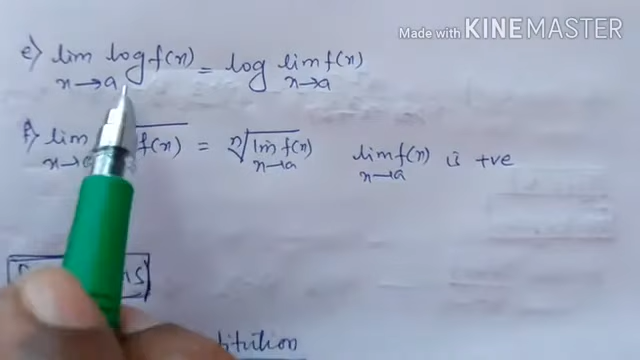 Made with KINEMASTER
e) lim log f(x) = log lim f(x)
x→a x→a
f) lim f(x) = n√lim f(x) lim f(x) is +ve
x→a x→a x→a